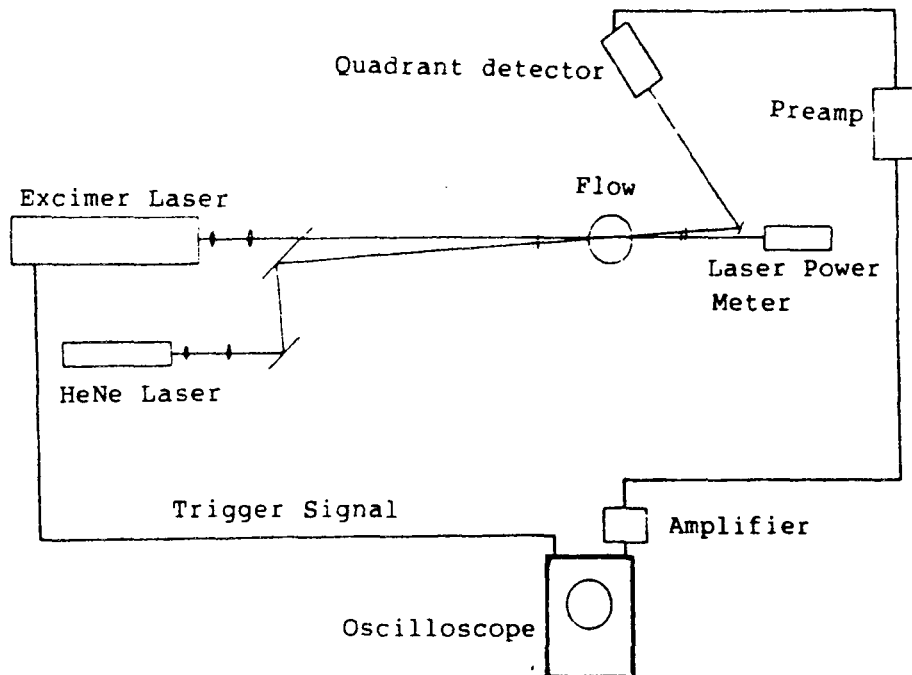 Quadrant detector
Preamp
Excimer Laser
Flow
Laser Power
Meter
HeNe Laser
Trigger Signal
Amplifier
Oscilloscope